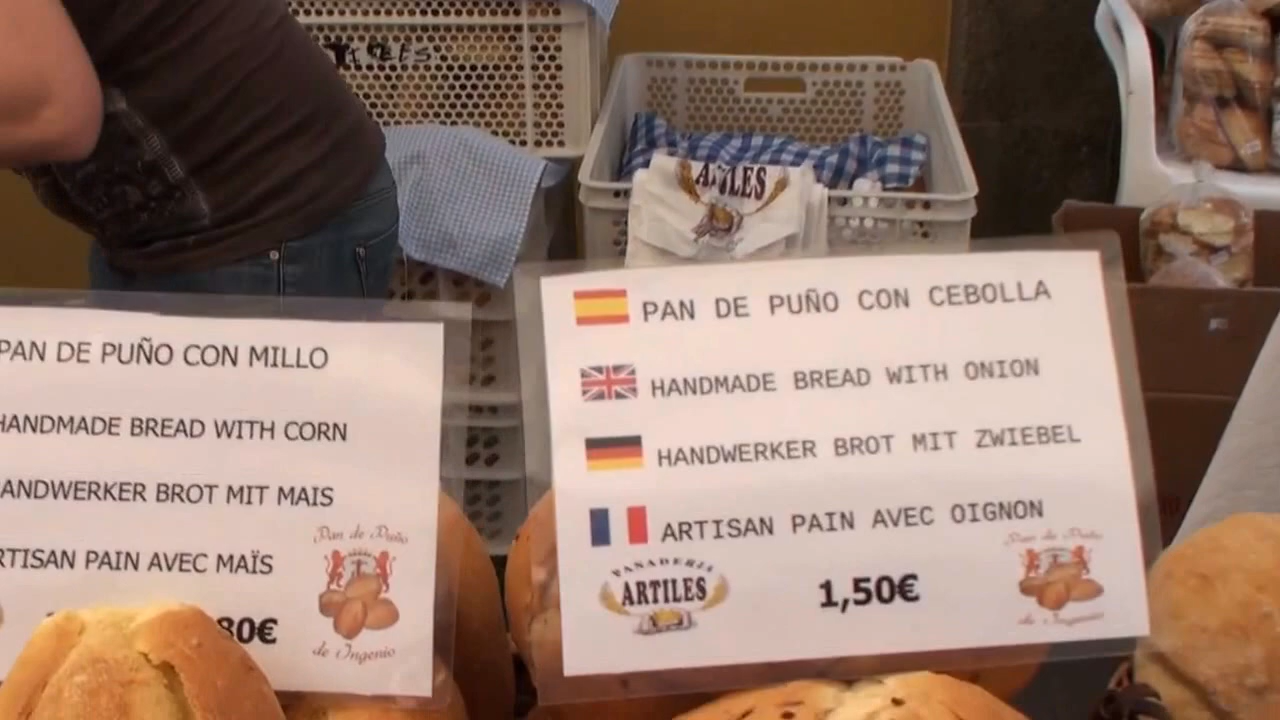 ARTILES
PAN DE PUÑO CON MILLO
HANDMADE BREAD WITH CORN
ANDWERKER BROT MIT MAIS
RTISAN PAIN AVEC MAÏS
80€
Pan de Puño
de Ingenio
PAN DE PUÑO CON CEBOLLA
HANDMADE BREAD WITH ONION
HANDWERKER BROT MIT ZWIEBEL
ARTISAN PAIN AVEC OIGNON
PANADERIA
ARTILES
1,50€
Pan de Puño
de Ingenio